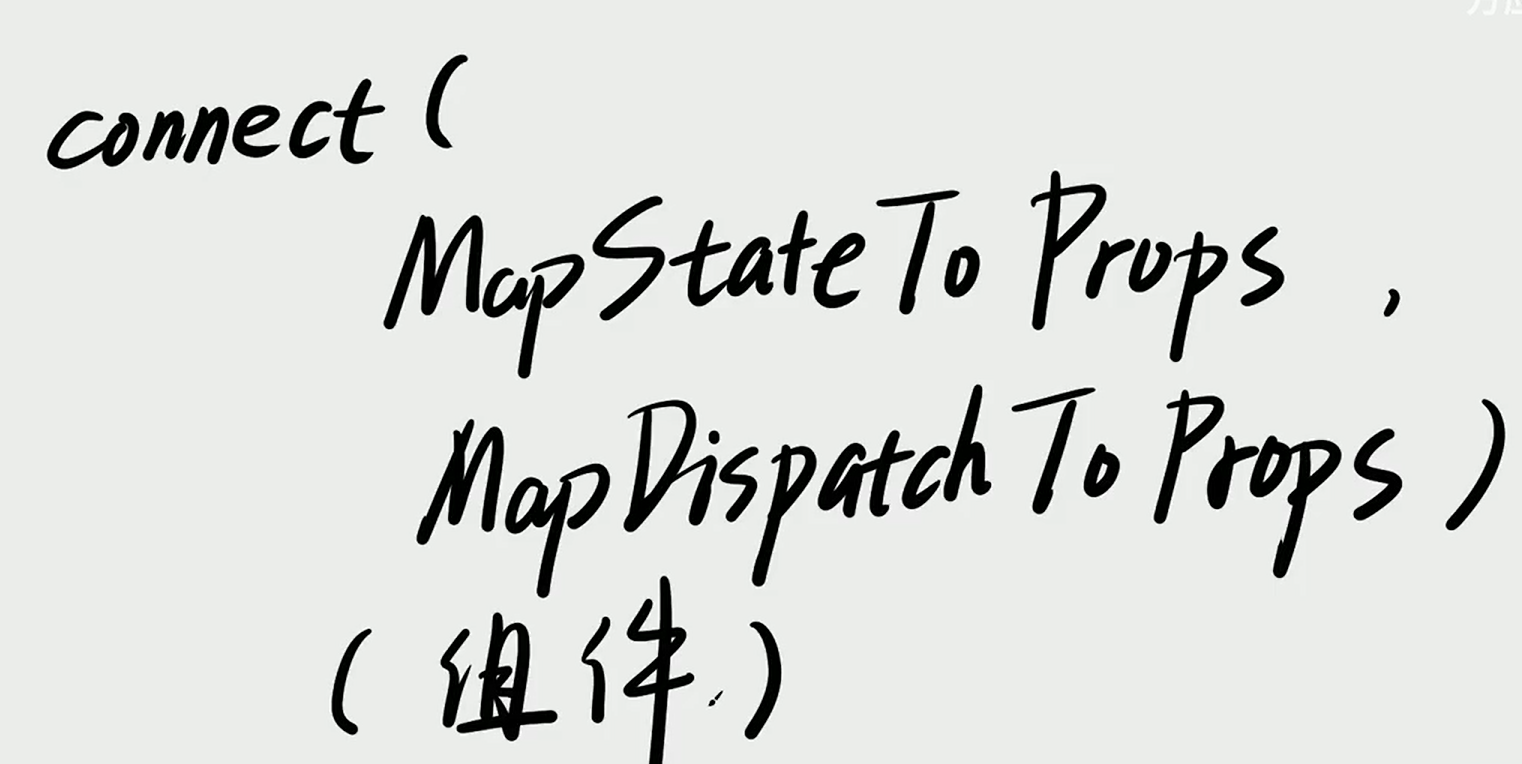 connect (
MapStateToProps ,
MapDispatchToProps )
( 组件 )